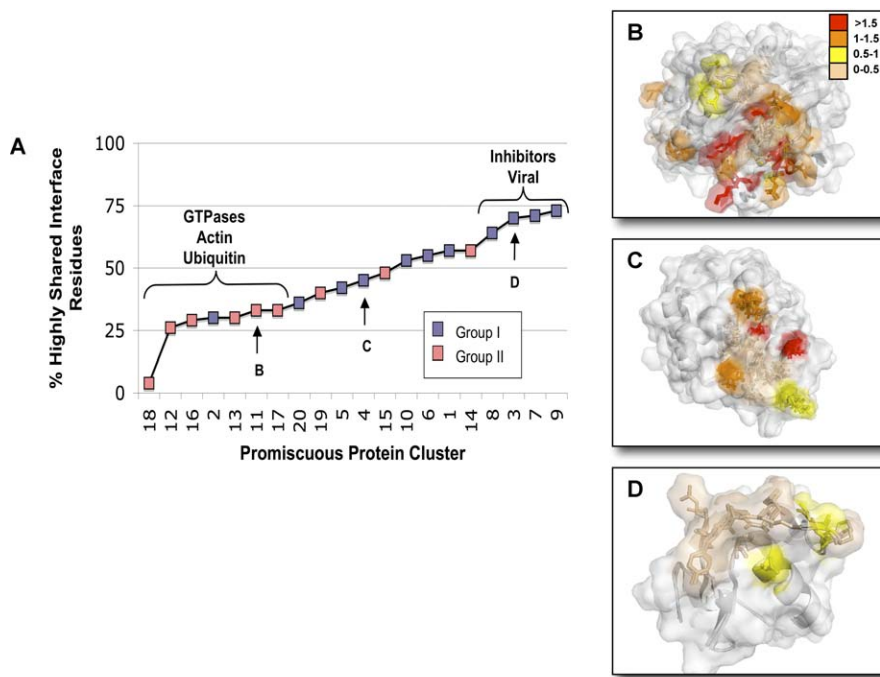 A
100
75
50
25
0
% Highly Shared Interface
Residues
GTPases
Actin
Ubiquitin
Inhibitors
Viral
B
C
D
Group I
Group II
18 12 16 2 13 11 17 20 19 5 4 15 10 6 1 14 8 3 7 9
Promiscuous Protein Cluster
B
>1.5
1-1.5
0.5-1
0-0.5
C
D